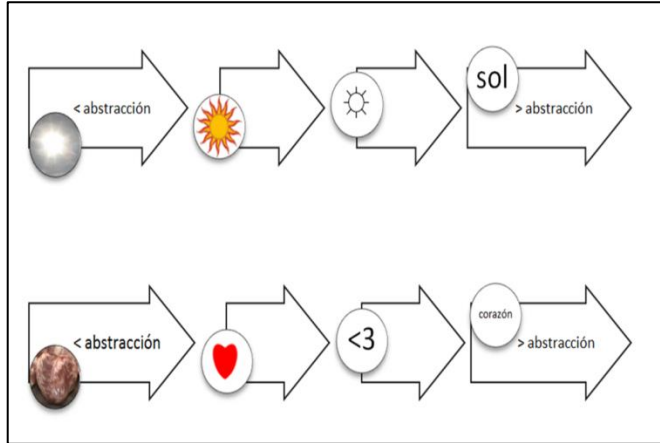 < abstracción
sol
> abstracción
< abstracción
<3
corazón
> abstracción